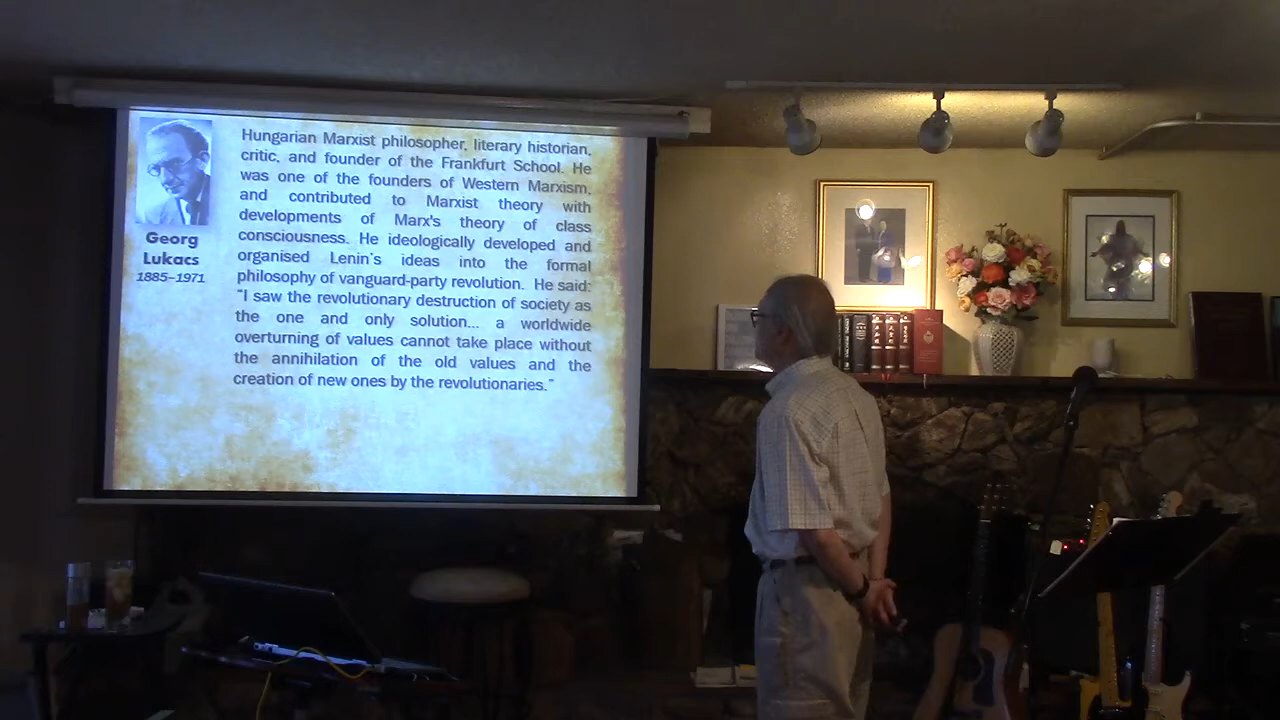 Georg
Lukacs
1885–1971
Hungarian Marxist philosopher, literary historian,
critic, and founder of the Frankfurt School. He
was one of the founders of Western Marxism,
and contributed to Marxist theory with
developments of Marx's theory of class
consciousness. He ideologically developed and
organised Lenin's ideas into the formal
philosophy of vanguard-party revolution. He said:
"I saw the revolutionary destruction of society as
the one and only solution... a worldwide
overturning of values cannot take place without
the annihilation of the old values and the
creation of new ones by the revolutionaries."